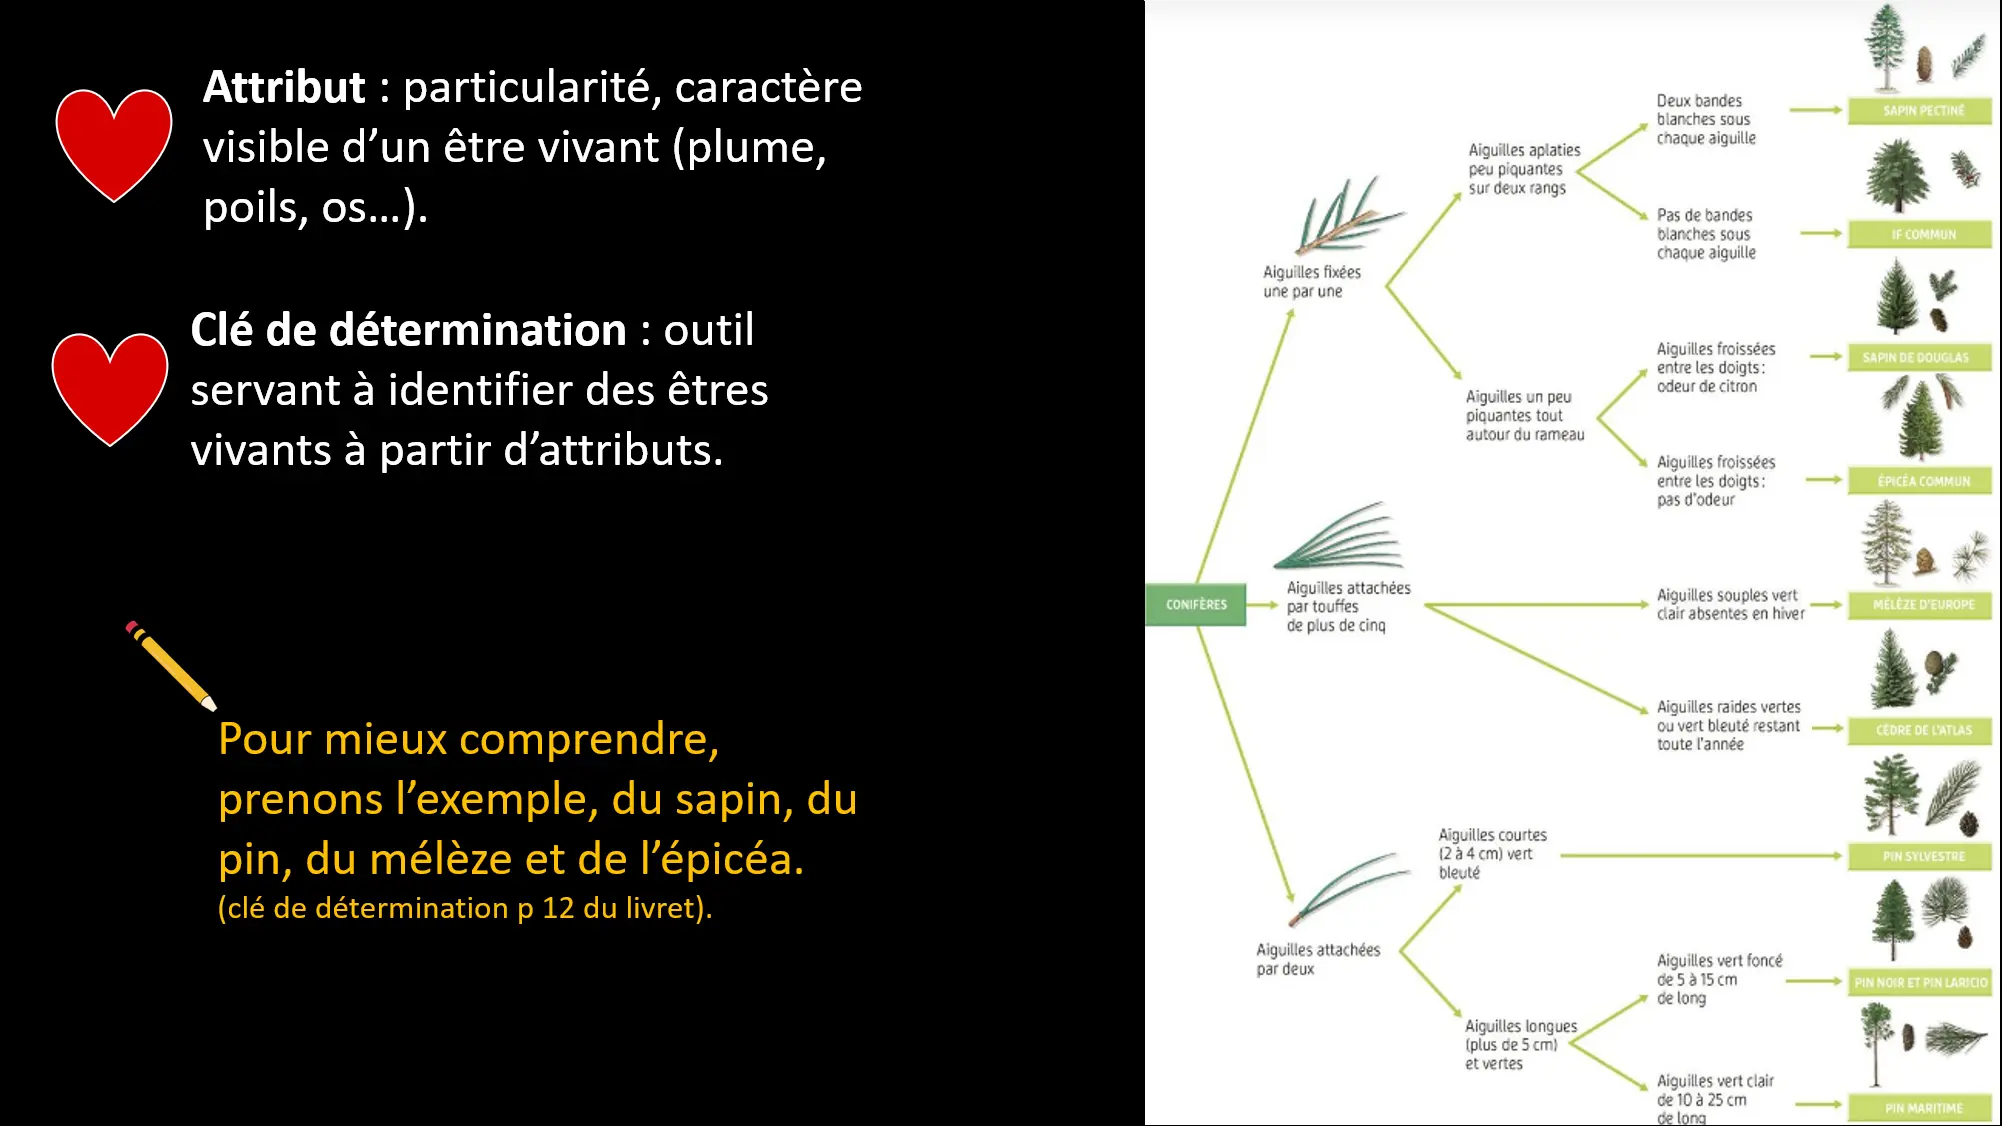 Attribut : particularité, caractère
visible d’un être vivant (plume,
poils, os…).
Clé de détermination : outil
servant à identifier des êtres
vivants à partir d’attributs.
Pour mieux comprendre,
prenons l’exemple, du sapin, du
pin, du mélèze et de l’épicéa.
(clé de détermination p 12 du livret).
CONIFÈRES
Aiguilles fixées
une par une
Aiguilles aplaties
peu piquantes
sur deux rangs
Deux bandes
blanches sous
chaque aiguille
SAPIN PECTINÉ
Pas de bandes
blanches sous
chaque aiguille
IF COMMUN
Aiguilles un peu
piquantes tout
autour du rameau
Aiguilles froissées
entre les doigts :
odeur de citron
SAPIN DE DOUGLAS
Aiguilles froissées
entre les doigts :
pas d’odeur
ÉPICÉA COMMUN
Aiguilles attachées
par touffes
de plus de cinq
Aiguilles souples vert
clair absentes en hiver
MÉLÈZE D’EUROPE
Aiguilles raides vertes
ou vert bleuté restant
toute l’année
CÈDRE DE L’ATLAS
Aiguilles attachées
par deux
Aiguilles courtes
(2 à 4 cm) vert
bleuté
PIN SYLVESTRE
Aiguilles longues
(plus de 5 cm)
et vertes
Aiguilles vert foncé
de 5 à 15 cm
de long
PIN NOIR ET PIN LARICIO
Aiguilles vert clair
de 10 à 25 cm
de long
PIN MARITIME